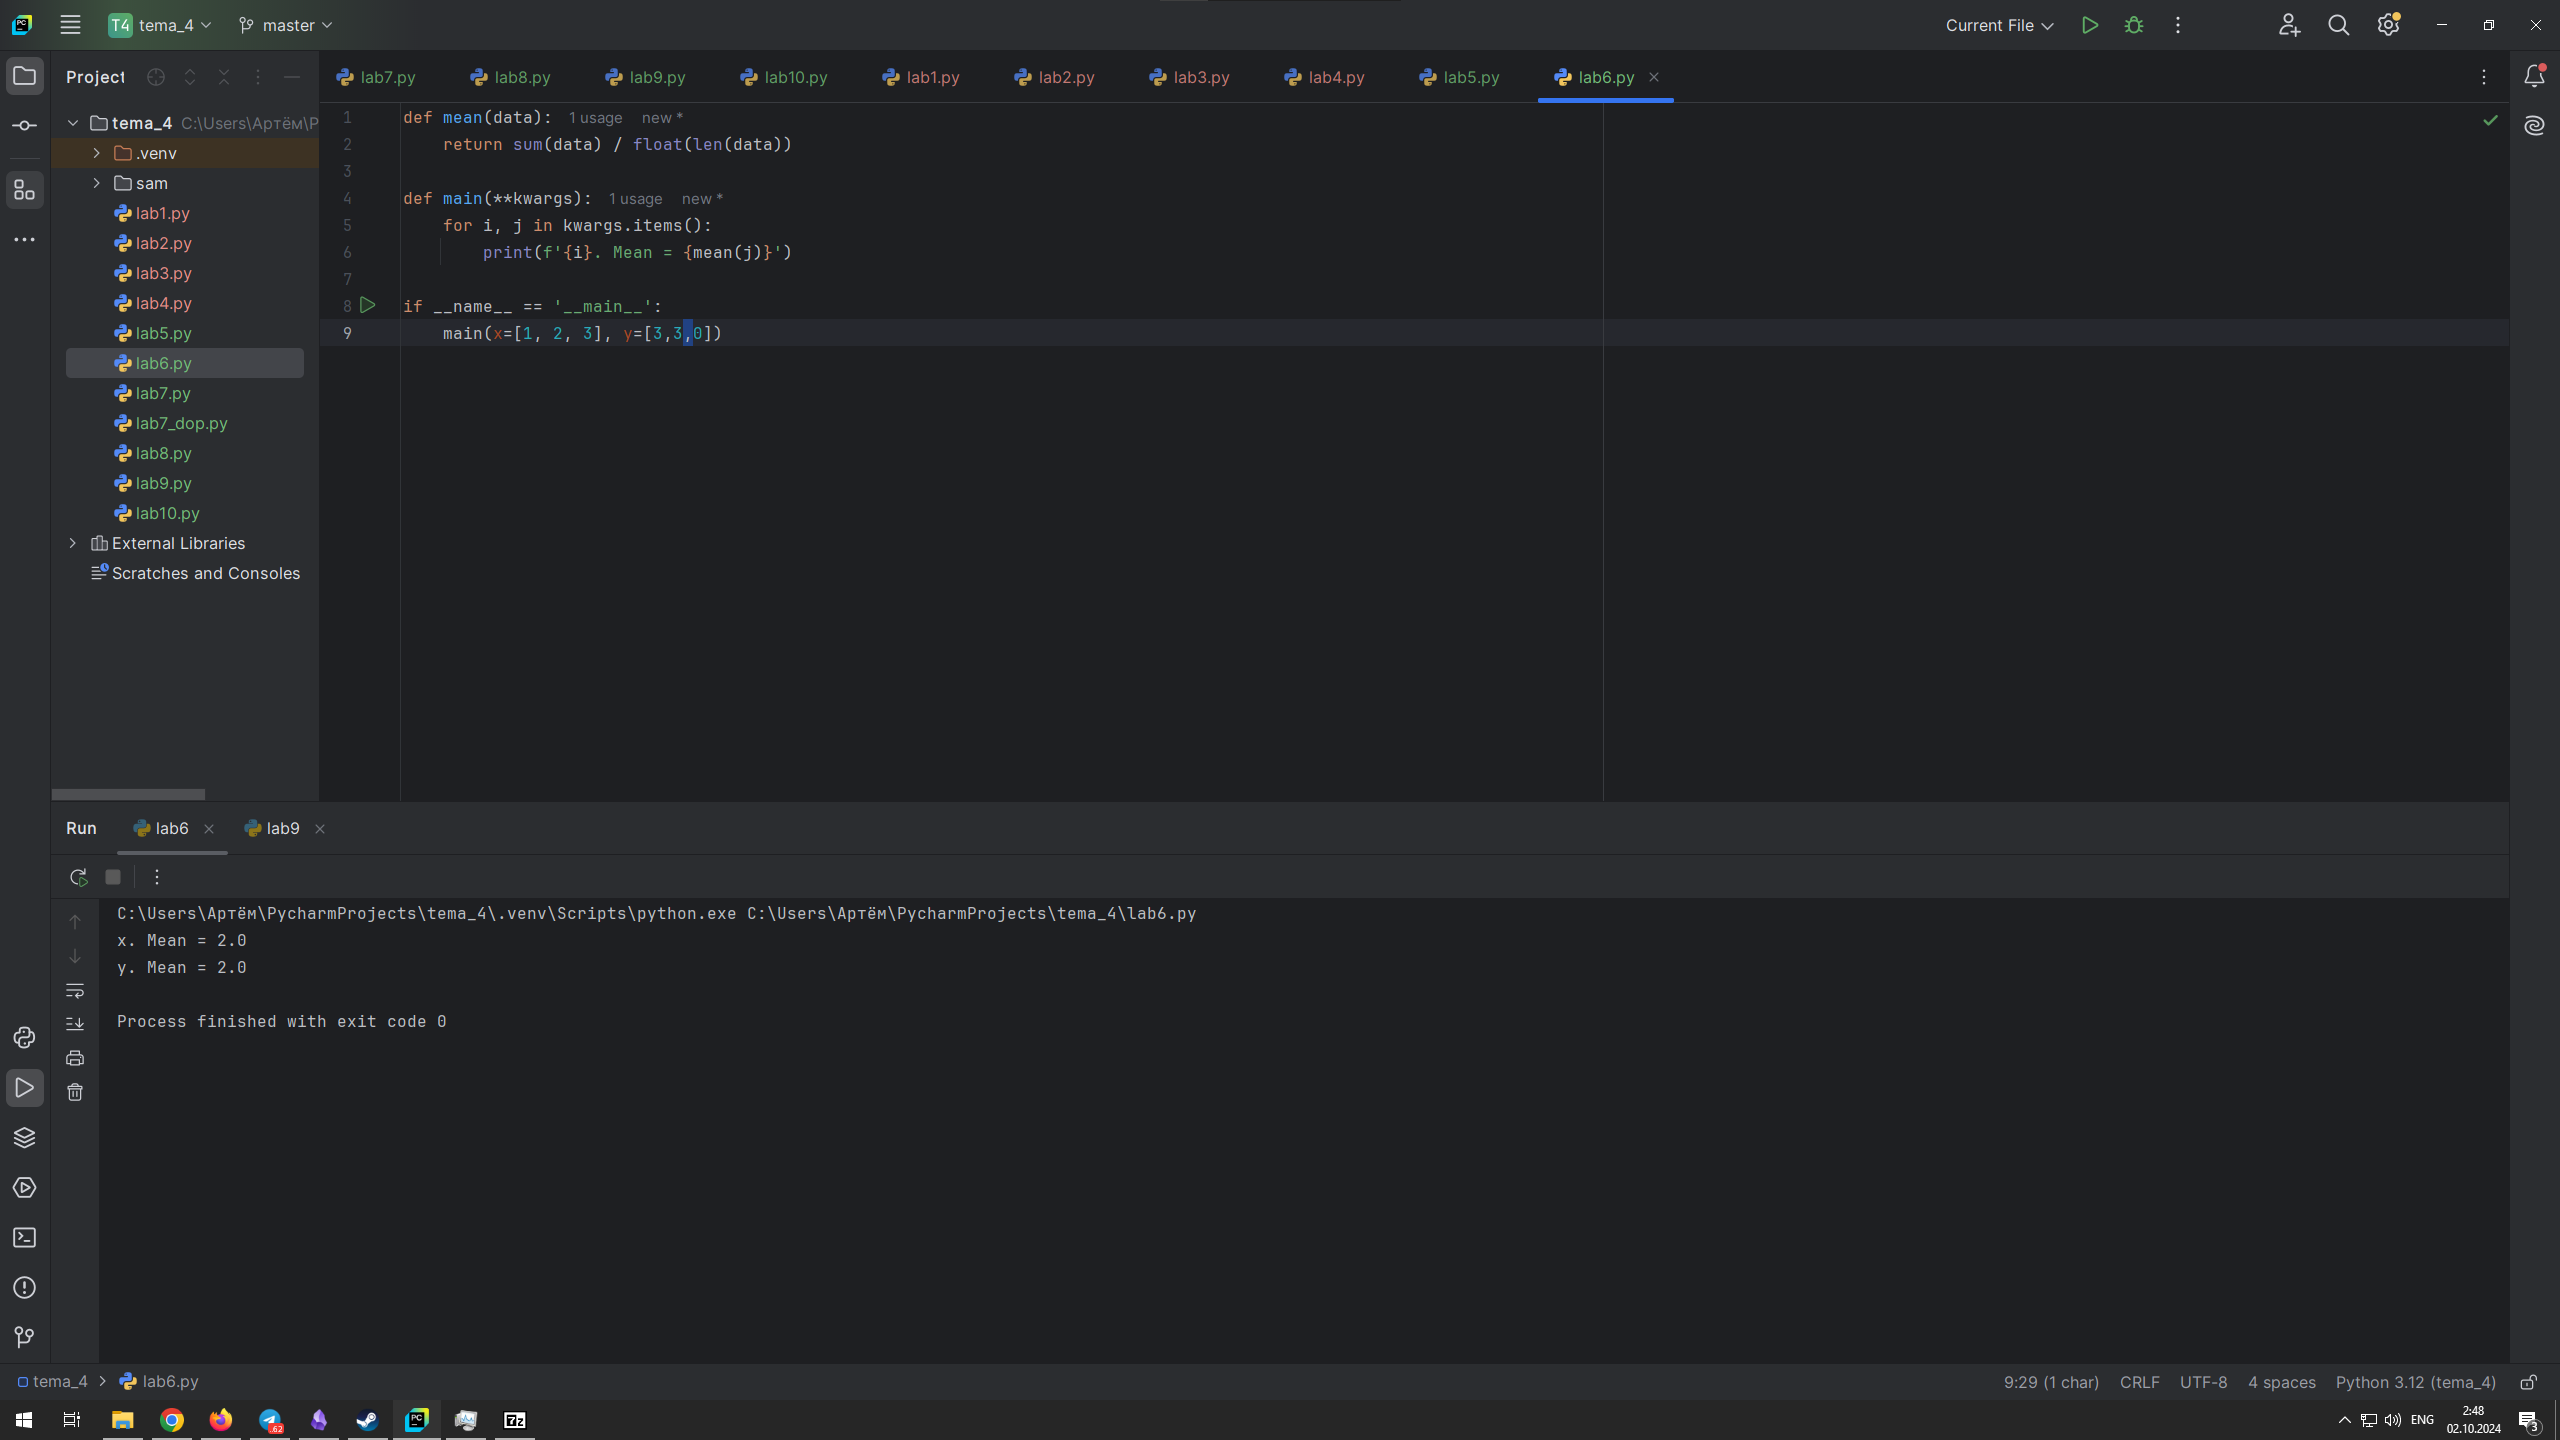 T4 tema_4 master Current File
Project
lab7.py lab8.py lab9.py lab10.py lab1.py lab2.py lab3.py lab4.py lab5.py lab6.py
tema_4 C:\Users\Артём\P
.venv
sam
lab1.py
lab2.py
lab3.py
lab4.py
lab5.py
lab6.py
lab7.py
lab7_dop.py
lab8.py
lab9.py
lab10.py
External Libraries
Scratches and Consoles
1 def mean(data): 1 usage new *
2 return sum(data) / float(len(data))
3
4 def main(**kwargs): 1 usage new *
5 for i, j in kwargs.items():
6 print(f'{i}. Mean = {mean(j)}')
7
8 if __name__ == '__main__':
9 main(x=[1, 2, 3], y=[3,3,0])
Run lab6 lab9
C:\Users\Артём\PycharmProjects\tema_4\.venv\Scripts\python.exe C:\Users\Артём\PycharmProjects\tema_4\lab6.py
x. Mean = 2.0
y. Mean = 2.0
Process finished with exit code 0
tema_4 lab6.py 9:29 (1 char) CRLF UTF-8 4 spaces Python 3.12 (tema_4)
PC .62 PC 7z ENG 2:48
02.10.2024 3